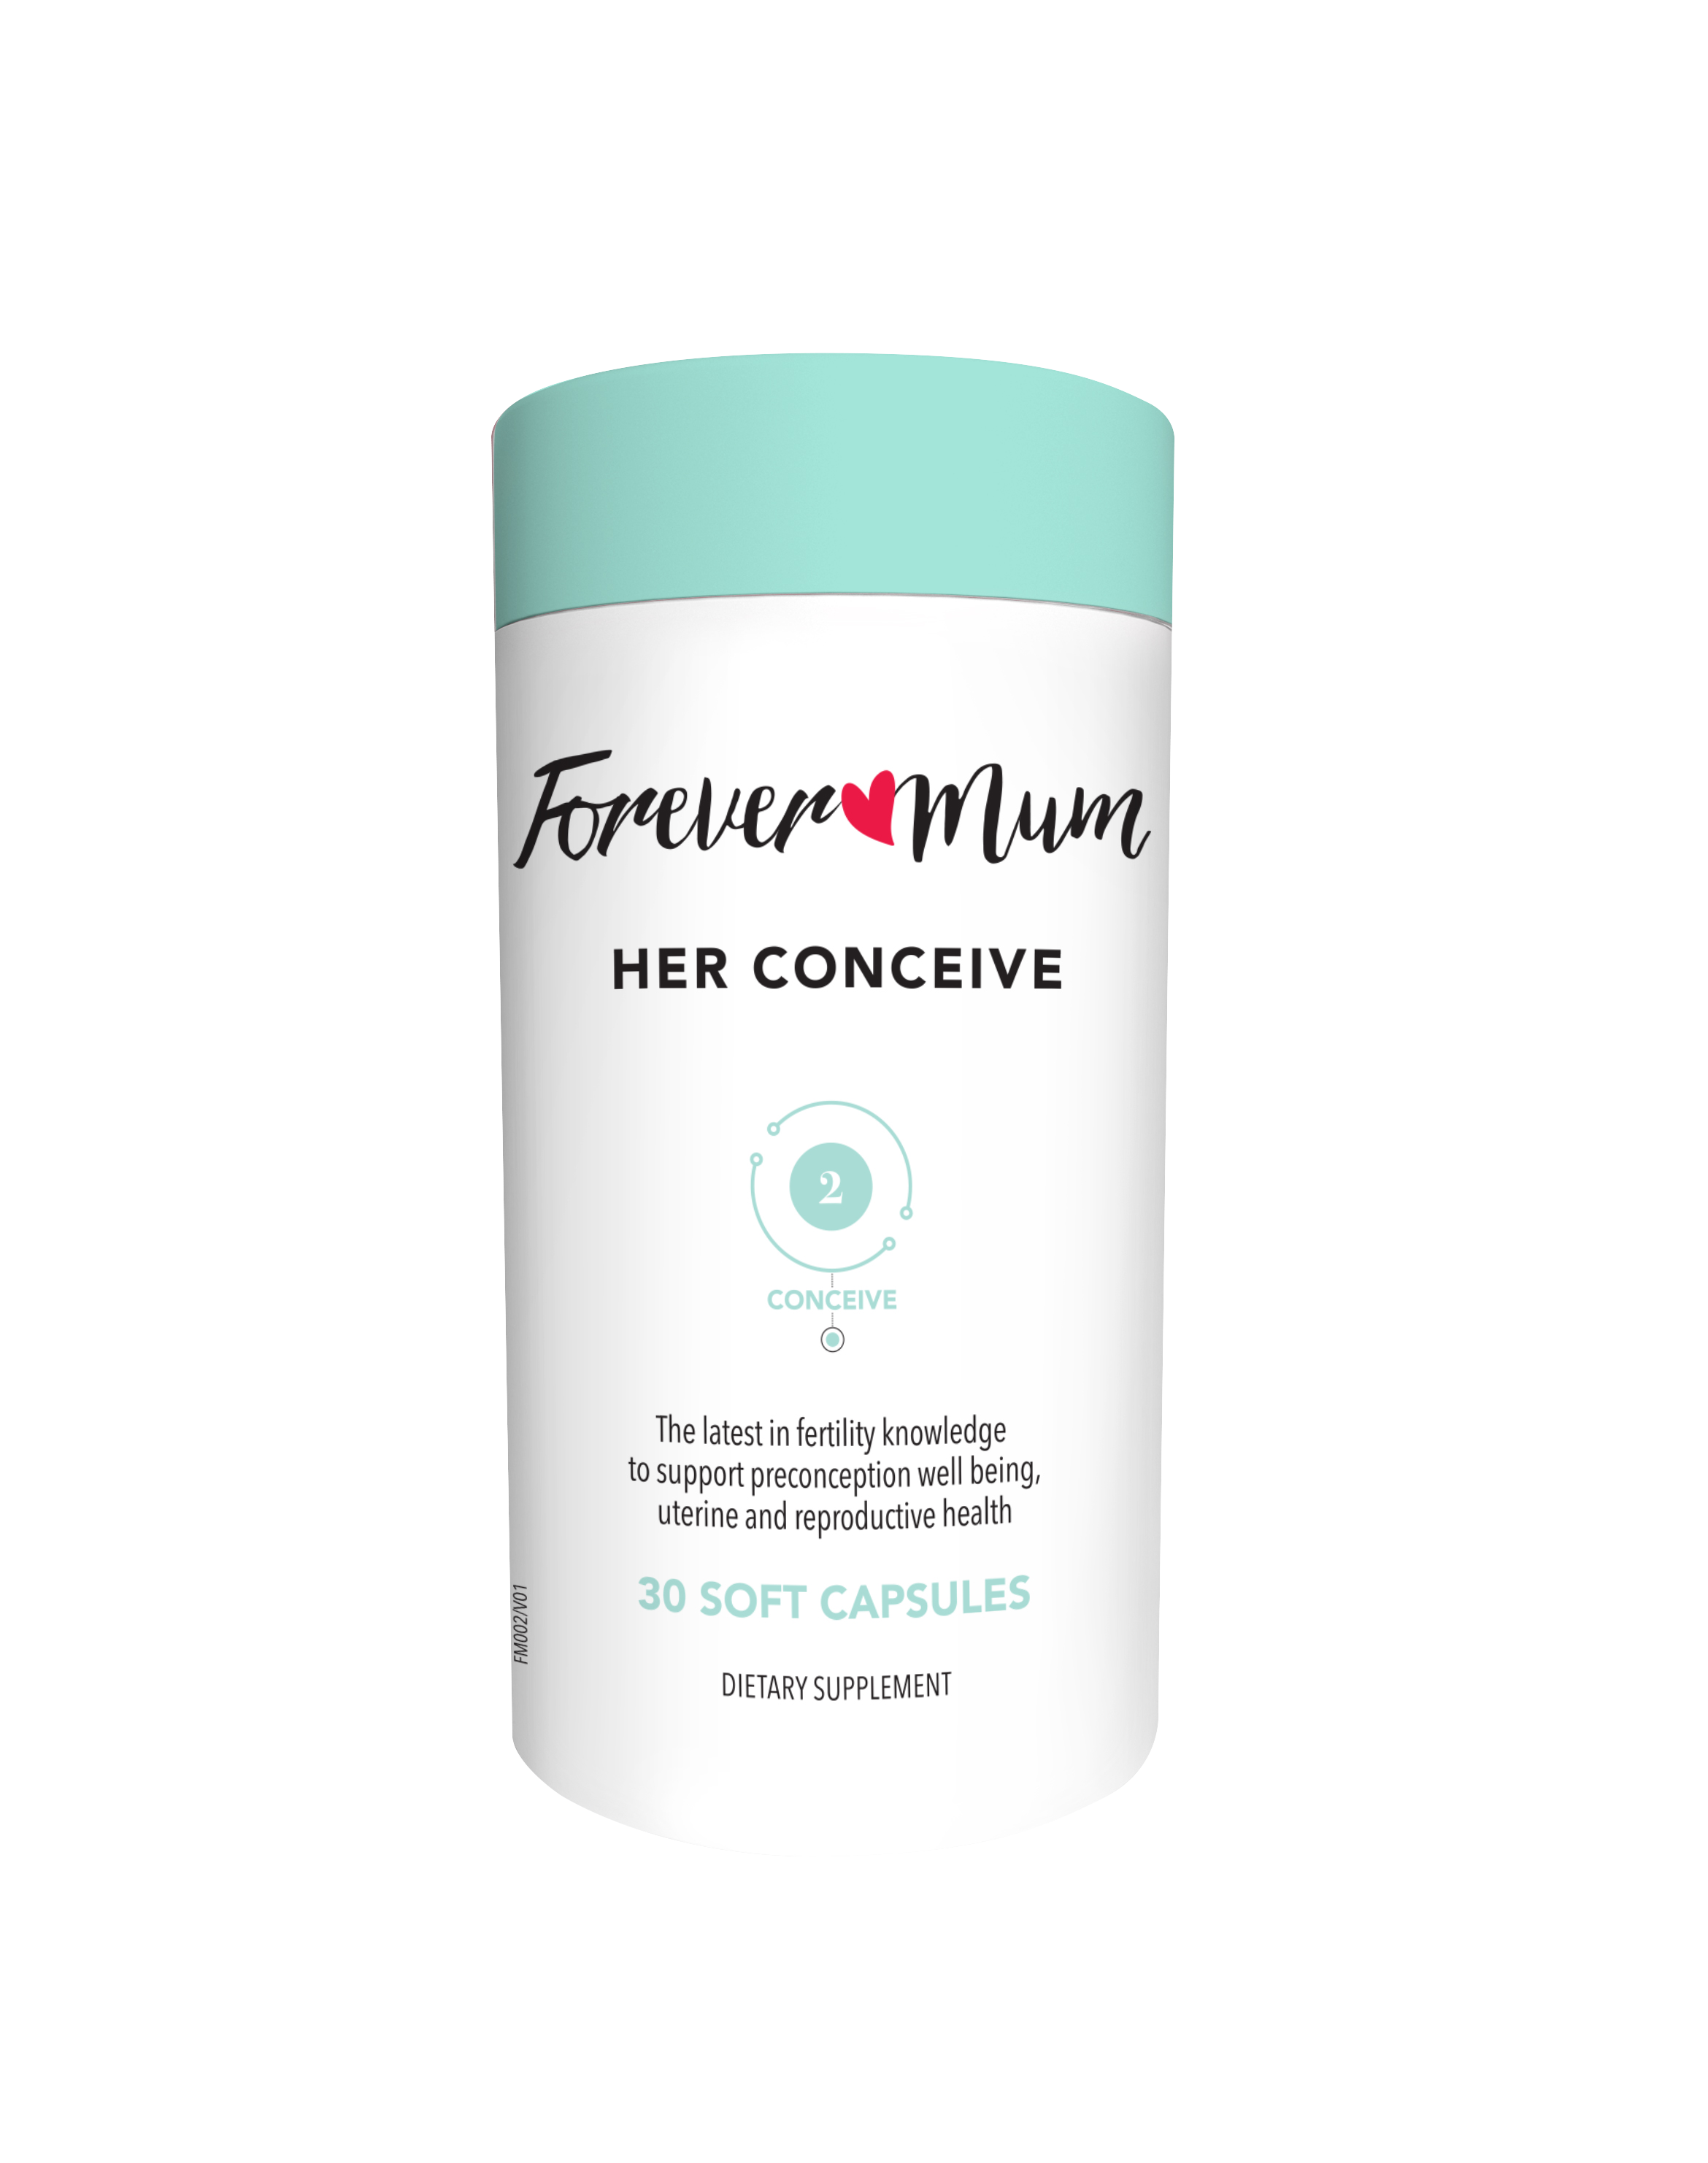 Forever Mum
HER CONCEIVE
2
CONCEIVE
The latest in fertility knowledge
to support preconception well being,
uterine and reproductive health
30 SOFT CAPSULES
FM002/V01
DIETARY SUPPLEMENT